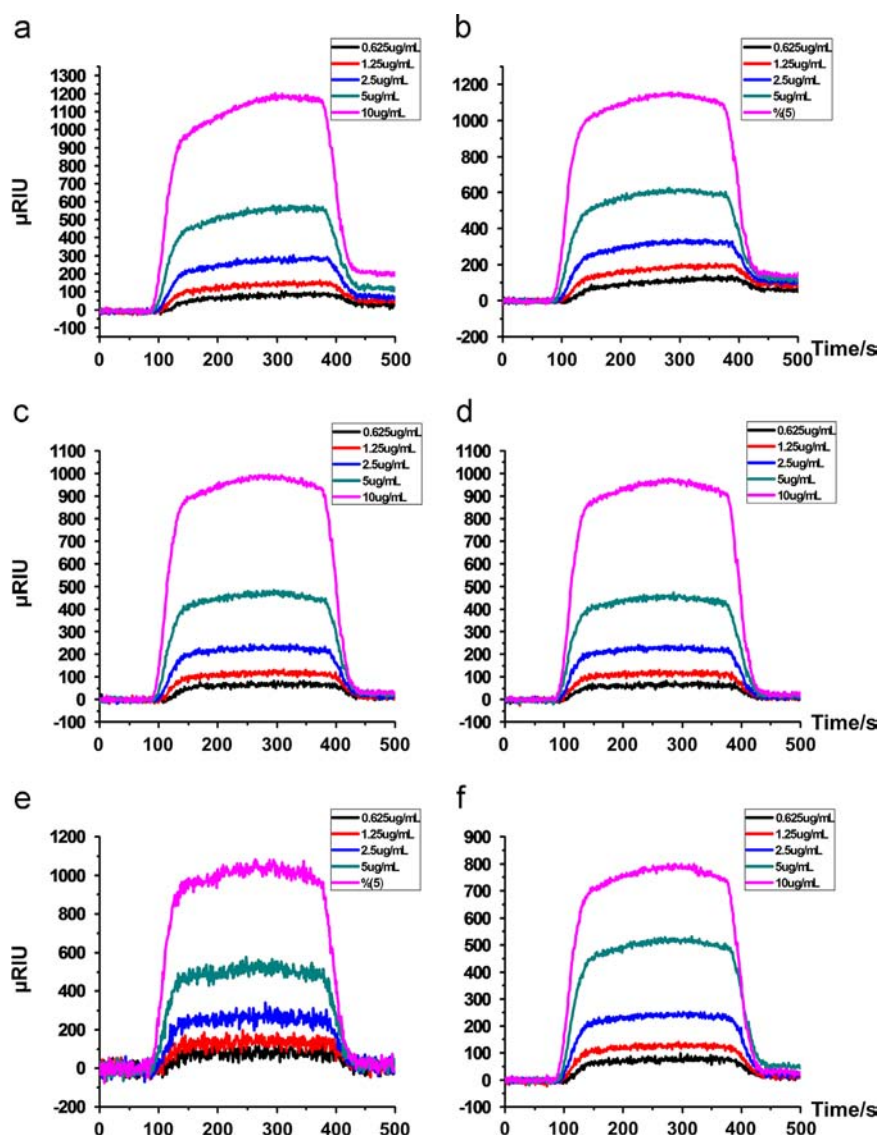 a
0.625ug/mL
1.25ug/mL
2.5ug/mL
5ug/mL
10ug/mL
1300
1200
1100
1000
900
800
700
600
500
400
300
200
100
0
-100
µRIU
0 100 200 300 400 500
b
0.625ug/mL
1.25ug/mL
2.5ug/mL
5ug/mL
%(5)
1200
1000
800
600
400
200
0
-200
0 100 200 300 400 500
Time/s
c
0.625ug/mL
1.25ug/mL
2.5ug/mL
5ug/mL
10ug/mL
1100
1000
900
800
700
600
500
400
300
200
100
0
-100
µRIU
0 100 200 300 400 500
d
0.625ug/mL
1.25ug/mL
2.5ug/mL
5ug/mL
10ug/mL
1100
1000
900
800
700
600
500
400
300
200
100
0
-100
0 100 200 300 400 500
Time/s
e
0.625ug/mL
1.25ug/mL
2.5ug/mL
5ug/mL
%(5)
1200
1000
800
600
400
200
0
-200
µRIU
0 100 200 300 400 500
f
0.625ug/mL
1.25ug/mL
2.5ug/mL
5ug/mL
10ug/mL
900
800
700
600
500
400
300
200
100
0
-100
0 100 200 300 400 500
Time/s